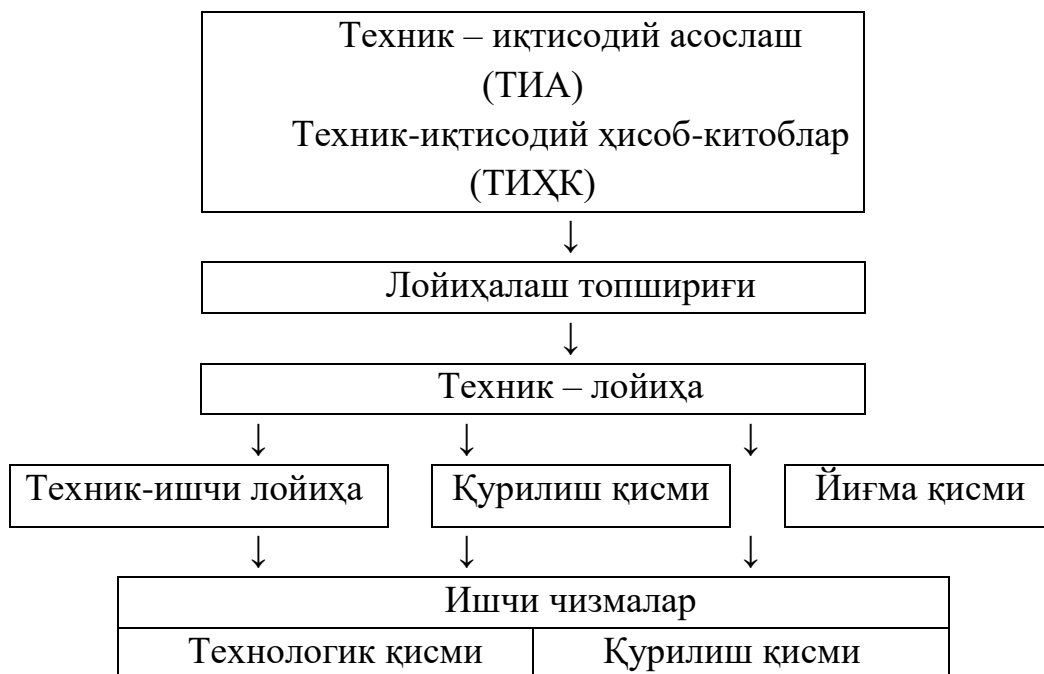 Техник – иқтисодий асослаш
(ТИА)
Техник-иқтисодий ҳисоб-китоблар
(ТИҲК)
↓
Лойиҳалаш топшириғи
↓
Техник – лойиҳа
↓ ↓ ↓
Техник-ишчи лойиҳа Қурилиш қисми Йиғма қисми
↓ ↓ ↓
Ишчи чизмалар
Технологик қисми Қурилиш қисми